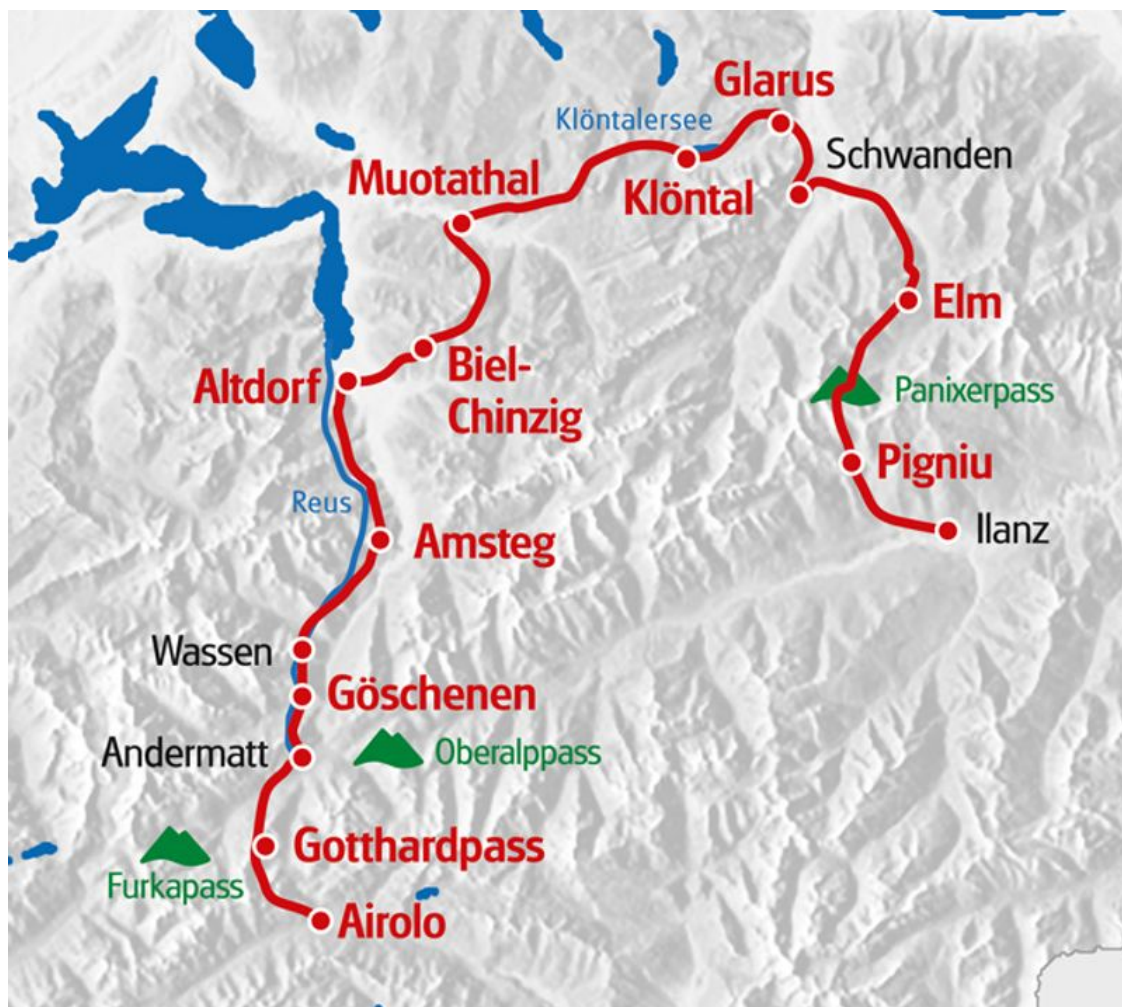 Glarus
Klöntalersee
Schwanden
Muotathal
Klöntal
Elm
Biel-
Chinzig
Altdorf
Panixerpass
Pigniu
Reus
Ilanz
Amsteg
Wassen
Göschenen
Andermatt
Oberalppass
Gotthardpass
Furkapass
Airolo